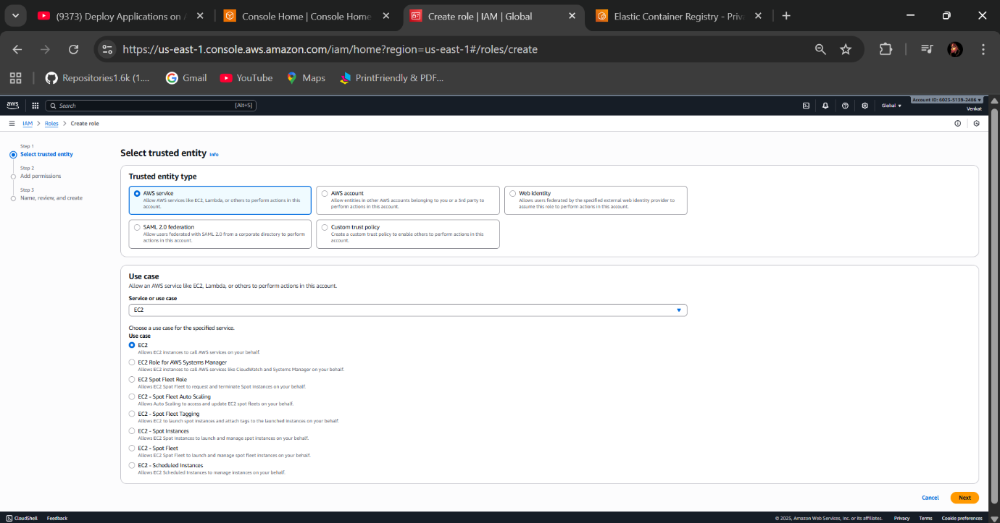 (9373) Deploy Applications on A
Console Home | Console Home
Create role | IAM | Global
Elastic Container Registry - Priva
https://us-east-1.console.aws.amazon.com/iam/home?region=us-east-1#/roles/create
Repositories1.6k (1....
Gmail
YouTube
Maps
PrintFriendly & PDF...
aws
Search
[Alt+S]
Global
Account ID: 6023-5139-2486
Venkat
IAM
Roles
Create role
Step 1
Select trusted entity
Step 2
Add permissions
Step 3
Name, review, and create
Select trusted entity Info
Trusted entity type
AWS service
Allow AWS services like EC2, Lambda, or others to perform actions in this
account.
AWS account
Allow entities in other AWS accounts belonging to you or a 3rd party to
perform actions in this account.
Web identity
Allows users federated by the specified external web identity provider to
assume this role to perform actions in this account.
SAML 2.0 federation
Allow users federated with SAML 2.0 from a corporate directory to perform
actions in this account.
Custom trust policy
Create a custom trust policy to enable others to perform actions in this
account.
Use case
Allow an AWS service like EC2, Lambda, or others to perform actions in this account.
Service or use case
EC2
Choose a use case for the specified service.
Use case
EC2
Allows EC2 instances to call AWS services on your behalf.
EC2 Role for AWS Systems Manager
Allows EC2 instances to call AWS services like CloudWatch and Systems Manager on your behalf.
EC2 Spot Fleet Role
Allows EC2 Spot Fleet to request and terminate Spot Instances on your behalf.
EC2 - Spot Fleet Auto Scaling
Allows Auto Scaling to access and update EC2 spot fleets on your behalf.
EC2 - Spot Fleet Tagging
Allows EC2 to launch spot instances and attach tags to the launched instances on your behalf.
EC2 - Spot Instances
Allows EC2 Spot Instances to launch and manage spot instances on your behalf.
EC2 - Spot Fleet
Allows EC2 Spot Fleet to launch and manage spot fleet instances on your behalf.
EC2 - Scheduled Instances
Allows EC2 Scheduled Instances to manage instances on your behalf.
Cancel
Next
CloudShell
Feedback
© 2025, Amazon Web Services, Inc. or its affiliates.
Privacy
Terms
Cookie preferences